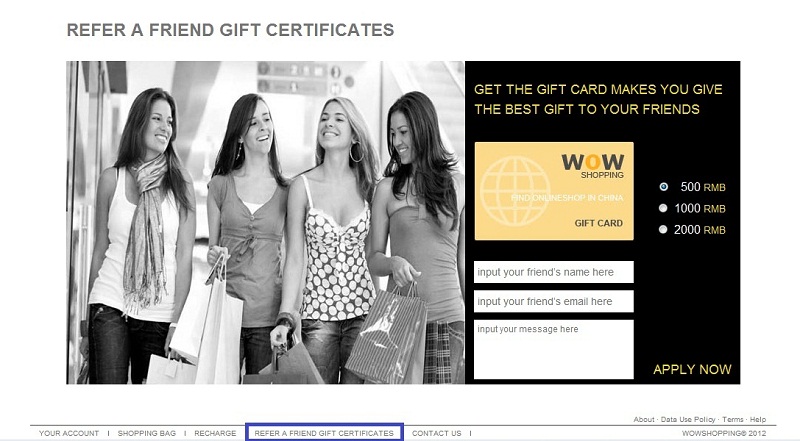 REFER A FRIEND GIFT CERTIFICATES
GET THE GIFT CARD MAKES YOU GIVE
THE BEST GIFT TO YOUR FRIENDS
WOW
SHOPPING
FIND ONLINESHOP IN CHINA
GIFT CARD
500 RMB
1000 RMB
2000 RMB
input your friend's name here
input your friend's email here
input your message here
APPLY NOW
About · Data Use Policy · Terms · Help
YOUR ACCOUNT I SHOPPING BAG I RECHARGE REFER A FRIEND GIFT CERTIFICATES CONTACT US I
WOWSHOPPING® 2012